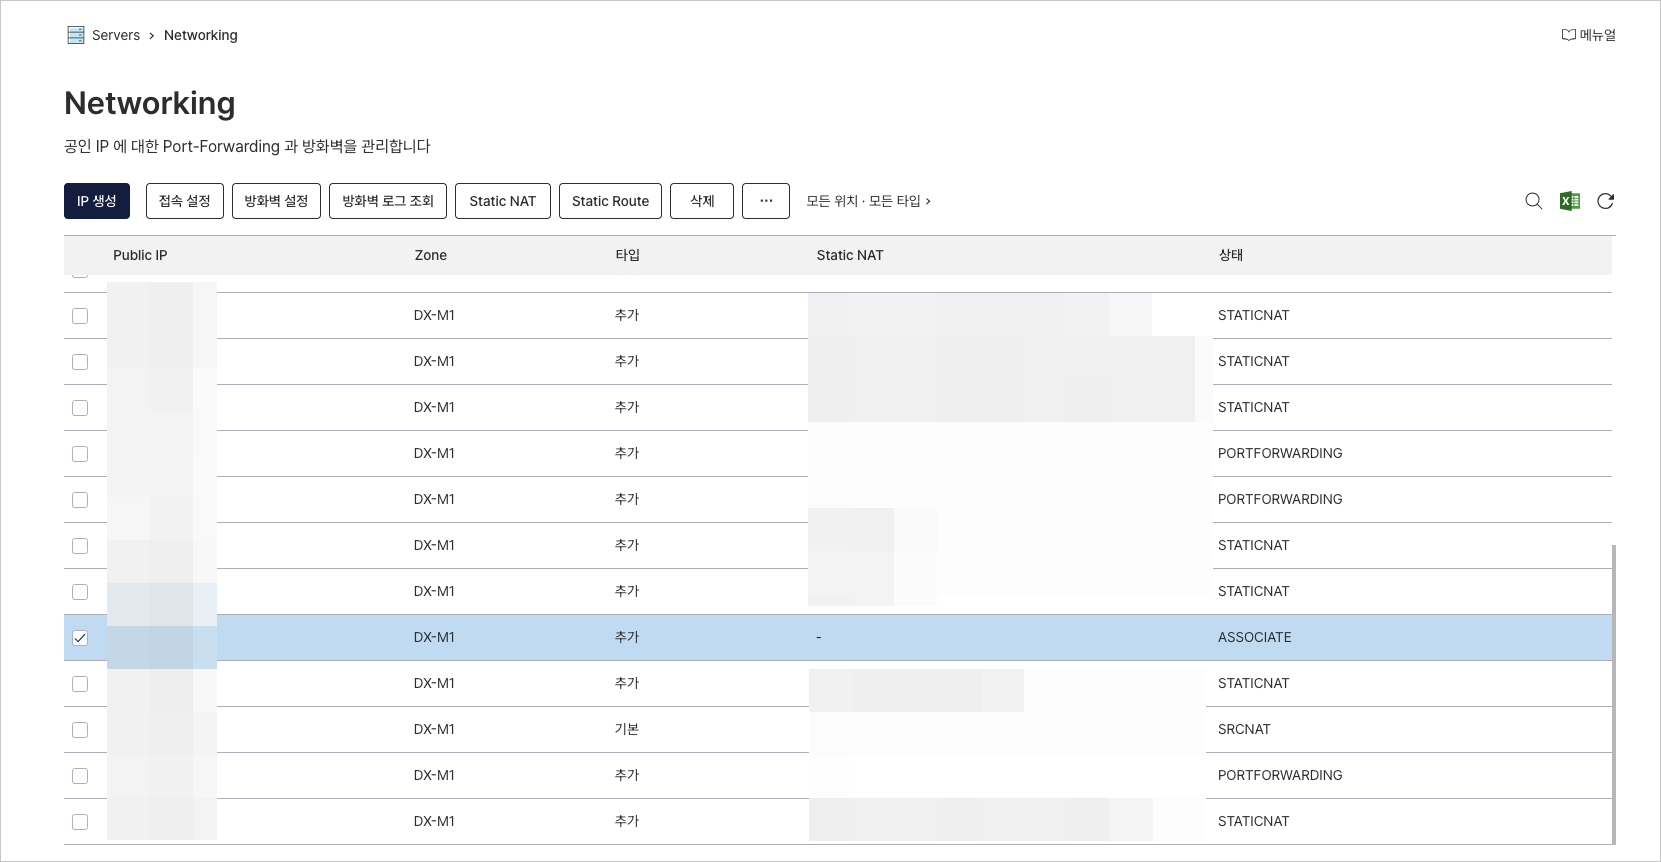 Servers › Networking
메뉴얼
Networking
공인 IP 에 대한 Port-Forwarding 과 방화벽을 관리합니다
IP 생성 접속 설정 방화벽 설정 방화벽 로그 조회 Static NAT Static Route 삭제 ··· 모든 위치 · 모든 타입 ›
Public IP Zone 타입 Static NAT 상태
DX-M1 추가 STATICNAT
DX-M1 추가 STATICNAT
DX-M1 추가 STATICNAT
DX-M1 추가 PORTFORWARDING
DX-M1 추가 PORTFORWARDING
DX-M1 추가 STATICNAT
DX-M1 추가 STATICNAT
DX-M1 추가 - ASSOCIATE
DX-M1 추가 STATICNAT
DX-M1 기본 SRCNAT
DX-M1 추가 PORTFORWARDING
DX-M1 추가 STATICNAT